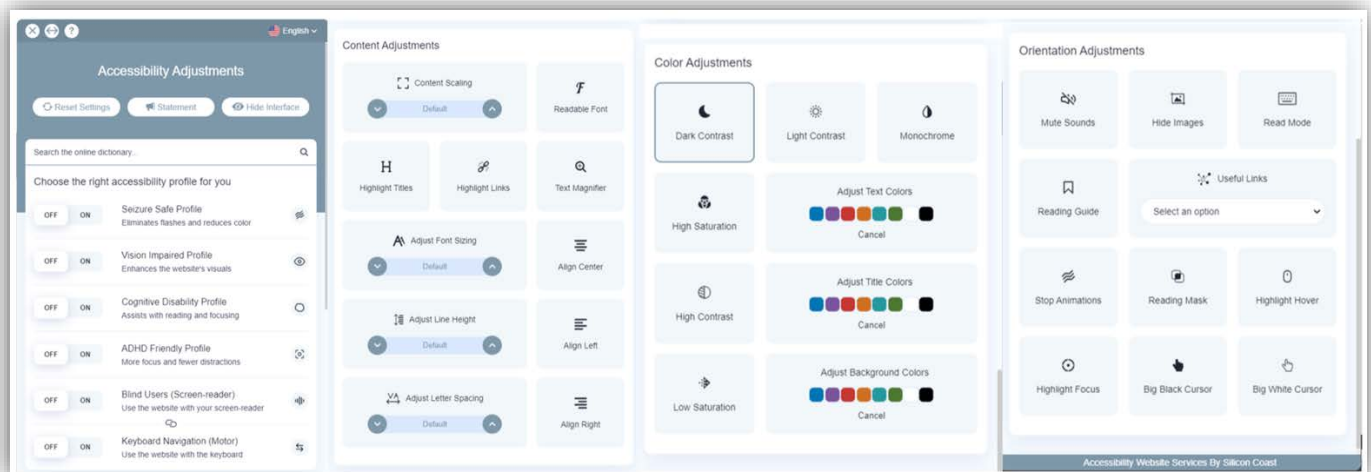 English
Accessibility Adjustments
Reset Settings
Statement
Hide Interface
Search the online dictionary...
Choose the right accessibility profile for you
OFF ON Seizure Safe Profile
Eliminates flashes and reduces color
OFF ON Vision Impaired Profile
Enhances the website's visuals
OFF ON Cognitive Disability Profile
Assists with reading and focusing
OFF ON ADHD Friendly Profile
More focus and fewer distractions
OFF ON Blind Users (Screen-reader)
Use the website with your screen-reader
OFF ON Keyboard Navigation (Motor)
Use the website with the keyboard
Content Adjustments
Content Scaling
Default
Readable Font
Highlight Titles
Highlight Links
Text Magnifier
Adjust Font Sizing
Default
Align Center
Adjust Line Height
Default
Align Left
Adjust Letter Spacing
Default
Align Right
Color Adjustments
Dark Contrast
Light Contrast
Monochrome
High Saturation
Adjust Text Colors
Cancel
High Contrast
Adjust Title Colors
Cancel
Low Saturation
Adjust Background Colors
Cancel
Orientation Adjustments
Mute Sounds
Hide Images
Read Mode
Reading Guide
Useful Links
Select an option
Stop Animations
Reading Mask
Highlight Hover
Highlight Focus
Big Black Cursor
Big White Cursor
Accessibility Website Services By Silicon Coast